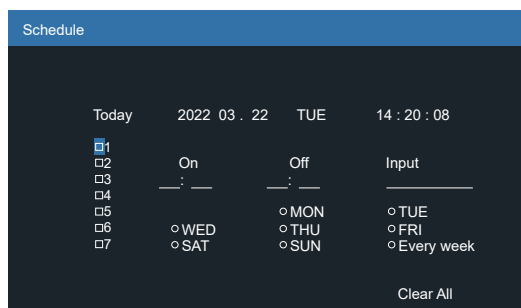 Schedule
Today 2022 03 . 22 TUE 14 : 20 : 08
1
2 On Off Input
3 __:__ __:__ ________
4
5 MON TUE
6 WED THU FRI
7 SAT SUN Every week
Clear All